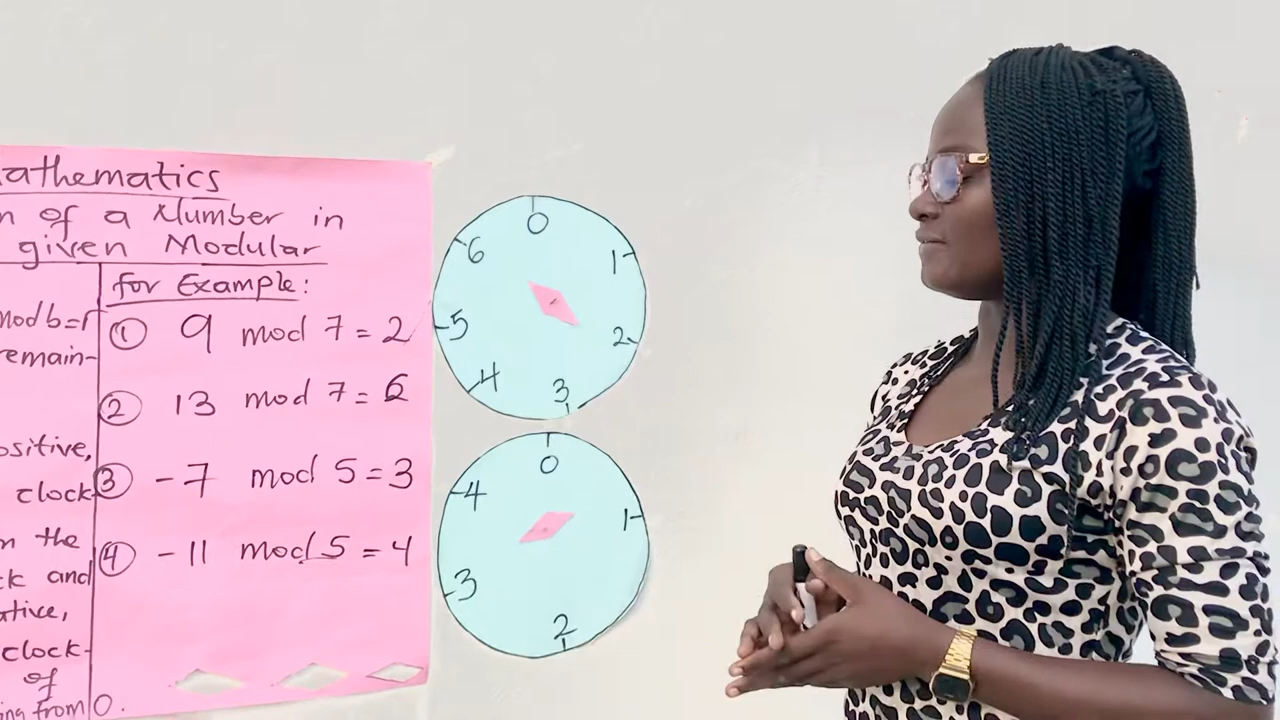 athematics
n of a Number in
given Modular
for Example:
mod b=r
remain-
① 9 mod 7 = 2
② 13 mod 7 = 6
ositive,
clock
③ -7 mod 5 = 3
m the
ck and
④ -11 mod 5 = 4
ative,
clock-
of
ing from 0.
0
1
2
3
4
5
6
0
1
2
3
4